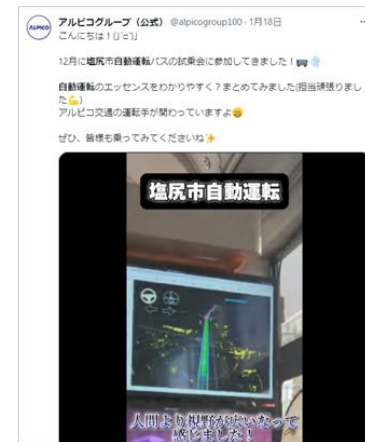 アルピコグループ（公式） @alpicogroup100・1月18日
ALPICO
こんにちは！(｣'ε')｣
12月に塩尻市自動運転バスの試乗会に参加してきました！🚌💨
自動運転のエッセンスをわかりやすく？まとめてみました(担当頑張りまし
た💪)
アルピコ交通の運転手が関わっていますよ😄
ぜひ、皆様も乗ってみてくださいね✨
塩尻市自動運転
人間より視野が広いなって
感じました！